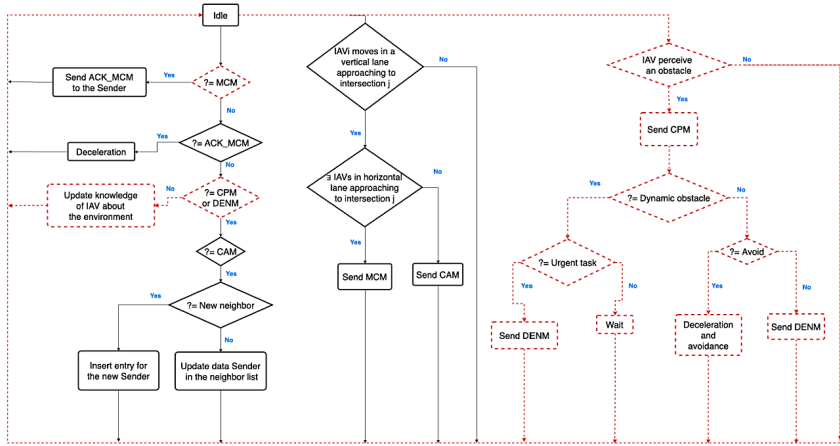 Idle
?= MCM
Yes
Send ACK_MCM
to the Sender
No
?= ACK_MCM
Yes
Deceleration
No
?= CPM
or DENM
No
Update knowledge
of IAV about
the environment
Yes
?= CAM
Yes
?= New neighbor
Yes
No
Insert entry for
the new Sender
Update data Sender
in the neighbor list
IAVi moves in a
vertical lane
approaching to
intersection j
No
Yes
∃ IAVs in horizontal
lane approaching
to intersection j
No
Yes
Send MCM
Send CAM
IAV perceive
an obstacle
No
Yes
Send CPM
?= Dynamic obstacle
Yes
No
?= Urgent task
Yes
No
Send DENM
Wait
?= Avoid
Yes
No
Deceleration
and
avoidance
Send DENM